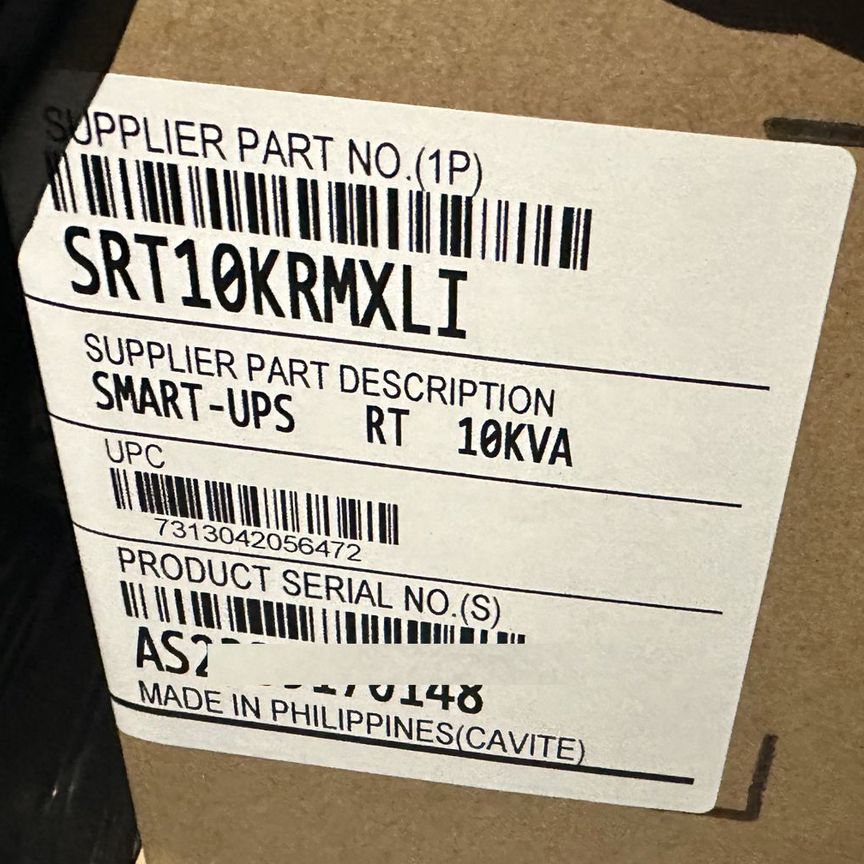 SUPPLIER PART NO.(1P)
SRT10KRMXLI
SUPPLIER PART DESCRIPTION
SMART-UPS RT 10KVA
UPC
7313042056472
PRODUCT SERIAL NO.(S)
MADE IN PHILIPPINES(CAVITE)